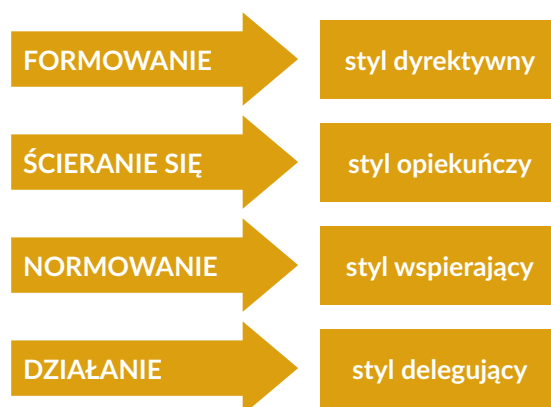 FORMOWANIE
styl dyrektywny
ŚCIERANIE SIĘ
styl opiekuńczy
NORMOWANIE
styl wspierający
DZIAŁANIE
styl delegujący